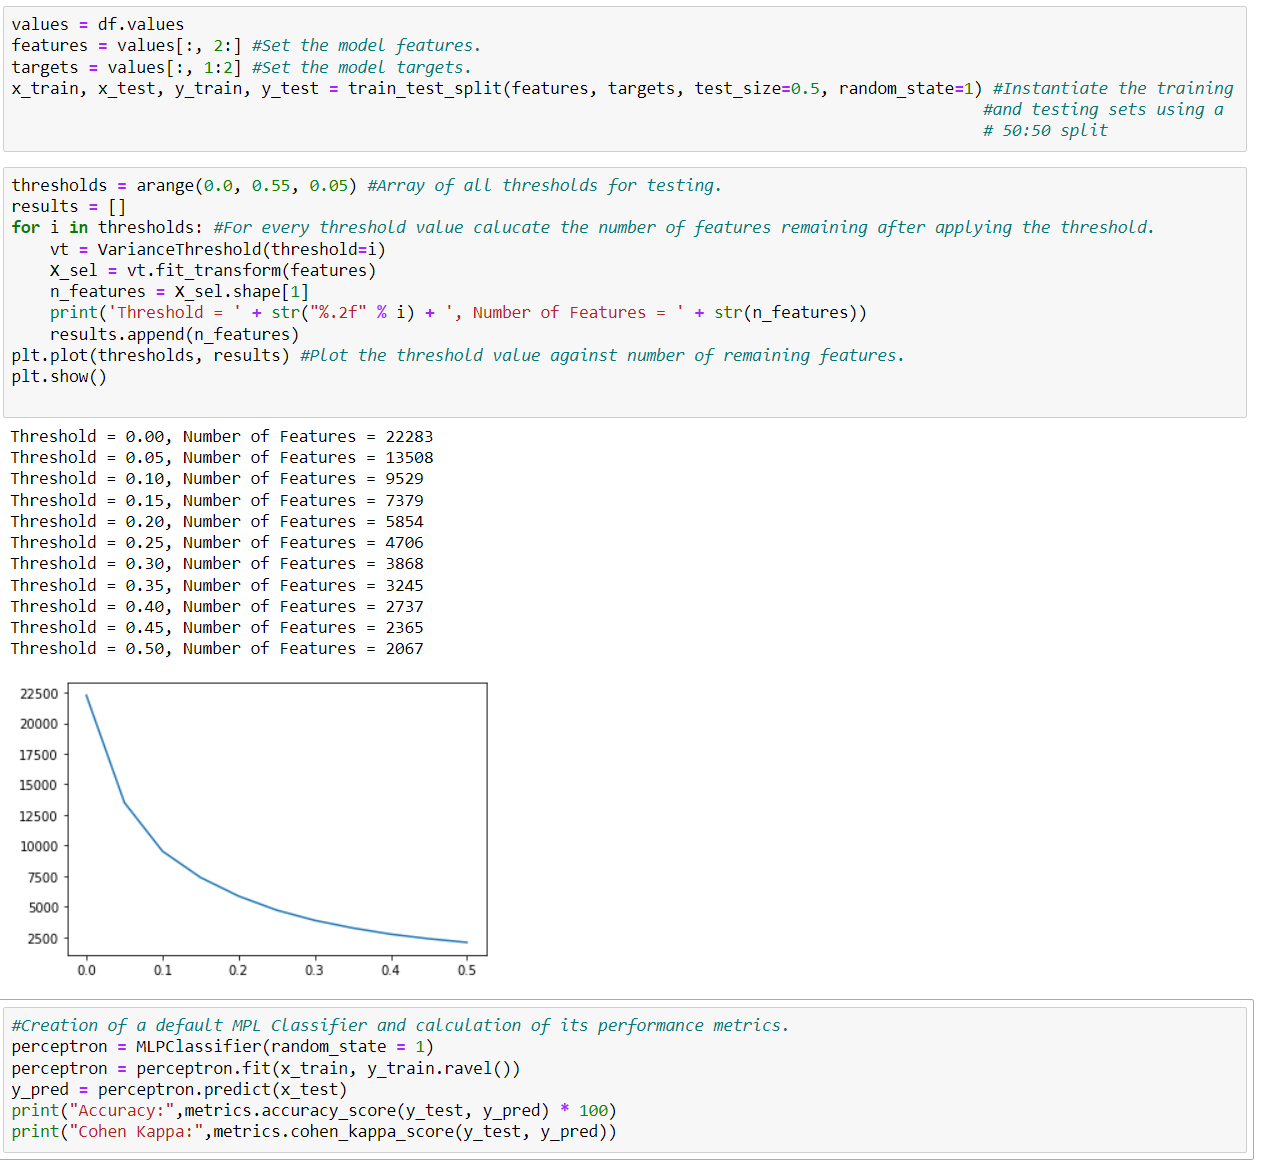 values = df.values
features = values[:, 2:] #Set the model features.
targets = values[:, 1:2] #Set the model targets.
x_train, x_test, y_train, y_test = train_test_split(features, targets, test_size=0.5, random_state=1) #Instantiate the training
#and testing sets using a
# 50:50 split
thresholds = arange(0.0, 0.55, 0.05) #Array of all thresholds for testing.
results = []
for i in thresholds: #For every threshold value calucate the number of features remaining after applying the threshold.
    vt = VarianceThreshold(threshold=i)
    X_sel = vt.fit_transform(features)
    n_features = X_sel.shape[1]
    print('Threshold = ' + str("%.2f" % i) + ', Number of Features = ' + str(n_features))
    results.append(n_features)
plt.plot(thresholds, results) #Plot the threshold value against number of remaining features.
plt.show()
Threshold = 0.00, Number of Features = 22283
Threshold = 0.05, Number of Features = 13508
Threshold = 0.10, Number of Features = 9529
Threshold = 0.15, Number of Features = 7379
Threshold = 0.20, Number of Features = 5854
Threshold = 0.25, Number of Features = 4706
Threshold = 0.30, Number of Features = 3868
Threshold = 0.35, Number of Features = 3245
Threshold = 0.40, Number of Features = 2737
Threshold = 0.45, Number of Features = 2365
Threshold = 0.50, Number of Features = 2067
22500
20000
17500
15000
12500
10000
7500
5000
2500
0.0 0.1 0.2 0.3 0.4 0.5
#Creation of a default MPL Classifier and calculation of its performance metrics.
perceptron = MLPClassifier(random_state = 1)
perceptron = perceptron.fit(x_train, y_train.ravel())
y_pred = perceptron.predict(x_test)
print("Accuracy:",metrics.accuracy_score(y_test, y_pred) * 100)
print("Cohen Kappa:",metrics.cohen_kappa_score(y_test, y_pred))